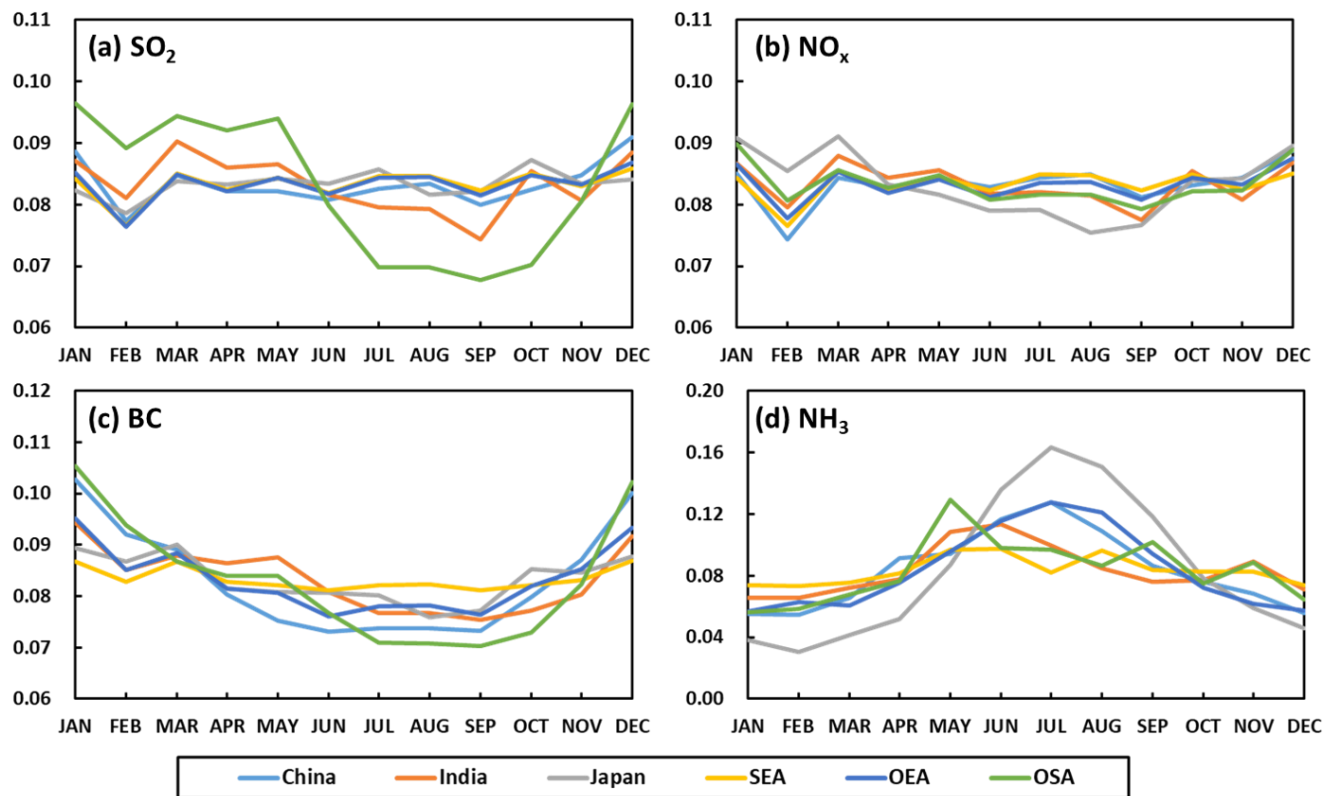 (a) SO₂
0.11
0.10
0.09
0.08
0.07
0.06
JAN FEB MAR APR MAY JUN JUL AUG SEP OCT NOV DEC
(b) NOₓ
0.11
0.10
0.09
0.08
0.07
0.06
JAN FEB MAR APR MAY JUN JUL AUG SEP OCT NOV DEC
(c) BC
0.12
0.11
0.10
0.09
0.08
0.07
0.06
JAN FEB MAR APR MAY JUN JUL AUG SEP OCT NOV DEC
(d) NH₃
0.20
0.16
0.12
0.08
0.04
0.00
JAN FEB MAR APR MAY JUN JUL AUG SEP OCT NOV DEC
China India Japan SEA OEA OSA